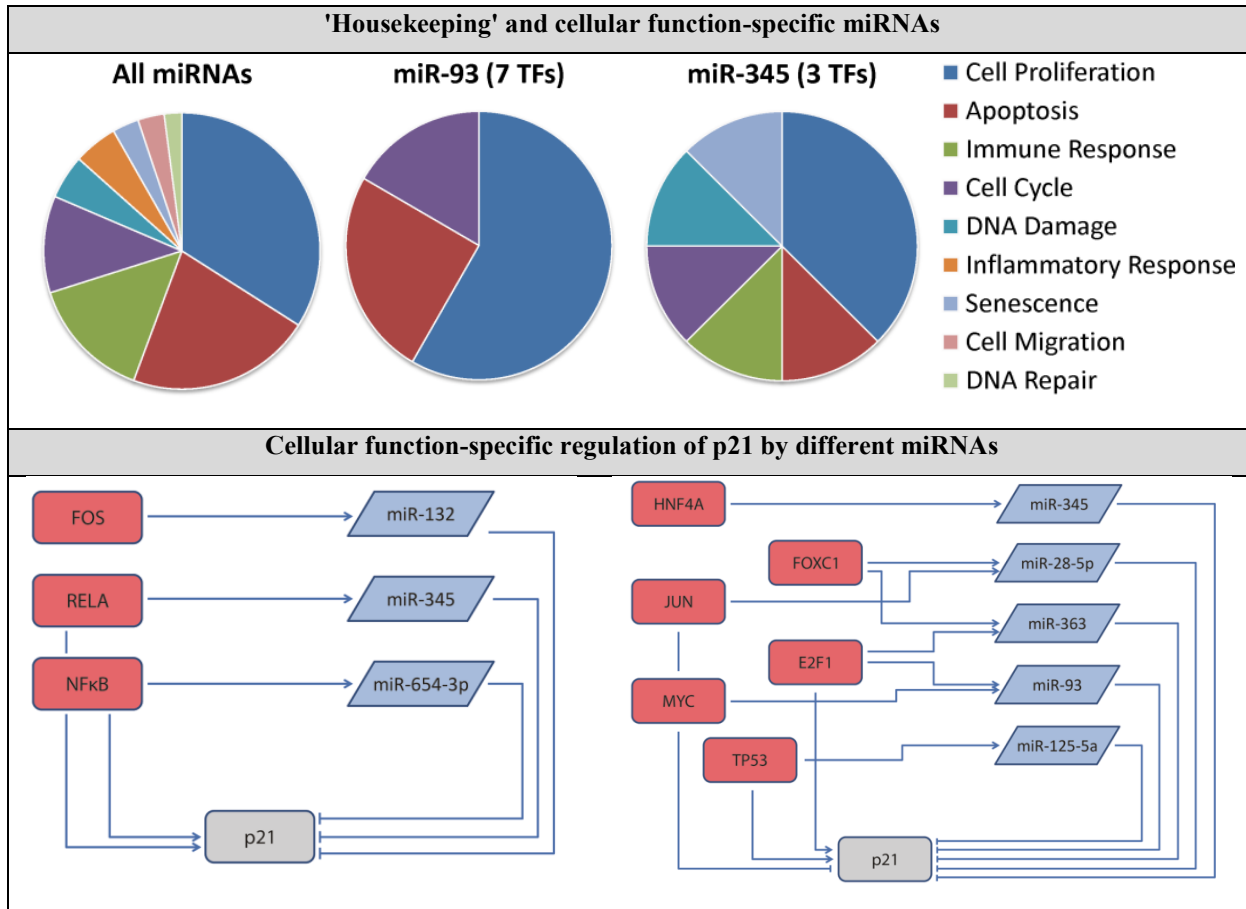 'Housekeeping' and cellular function-specific miRNAs
All miRNAs
miR-93 (7 TFs)
miR-345 (3 TFs)
Cell Proliferation
Apoptosis
Immune Response
Cell Cycle
DNA Damage
Inflammatory Response
Senescence
Cell Migration
DNA Repair
Cellular function-specific regulation of p21 by different miRNAs
FOS
miR-132
RELA
miR-345
NFκB
miR-654-3p
p21
HNF4A
miR-345
FOXC1
miR-28-5p
JUN
miR-363
E2F1
miR-93
MYC
TP53
miR-125-5a
p21